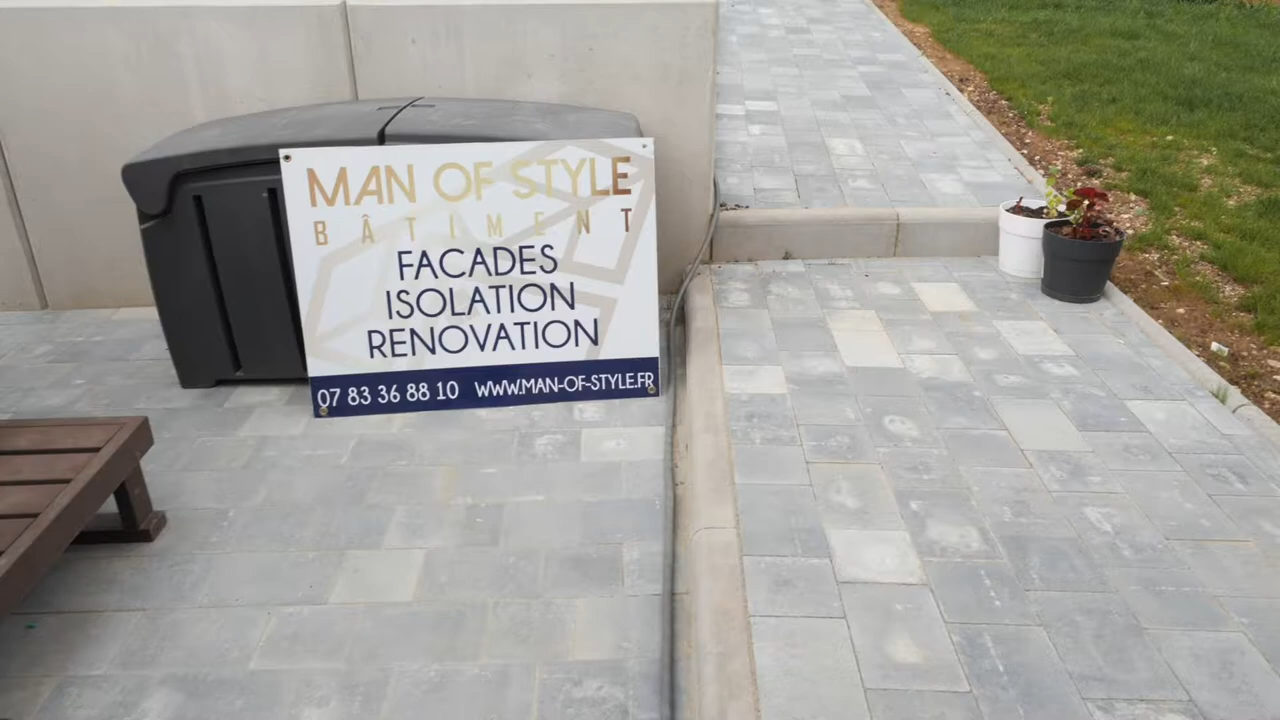 MAN OF STYLE
BÂTIMENT
FACADES
ISOLATION
RENOVATION
07 83 36 88 10 WWW.MAN-OF-STYLE.FR